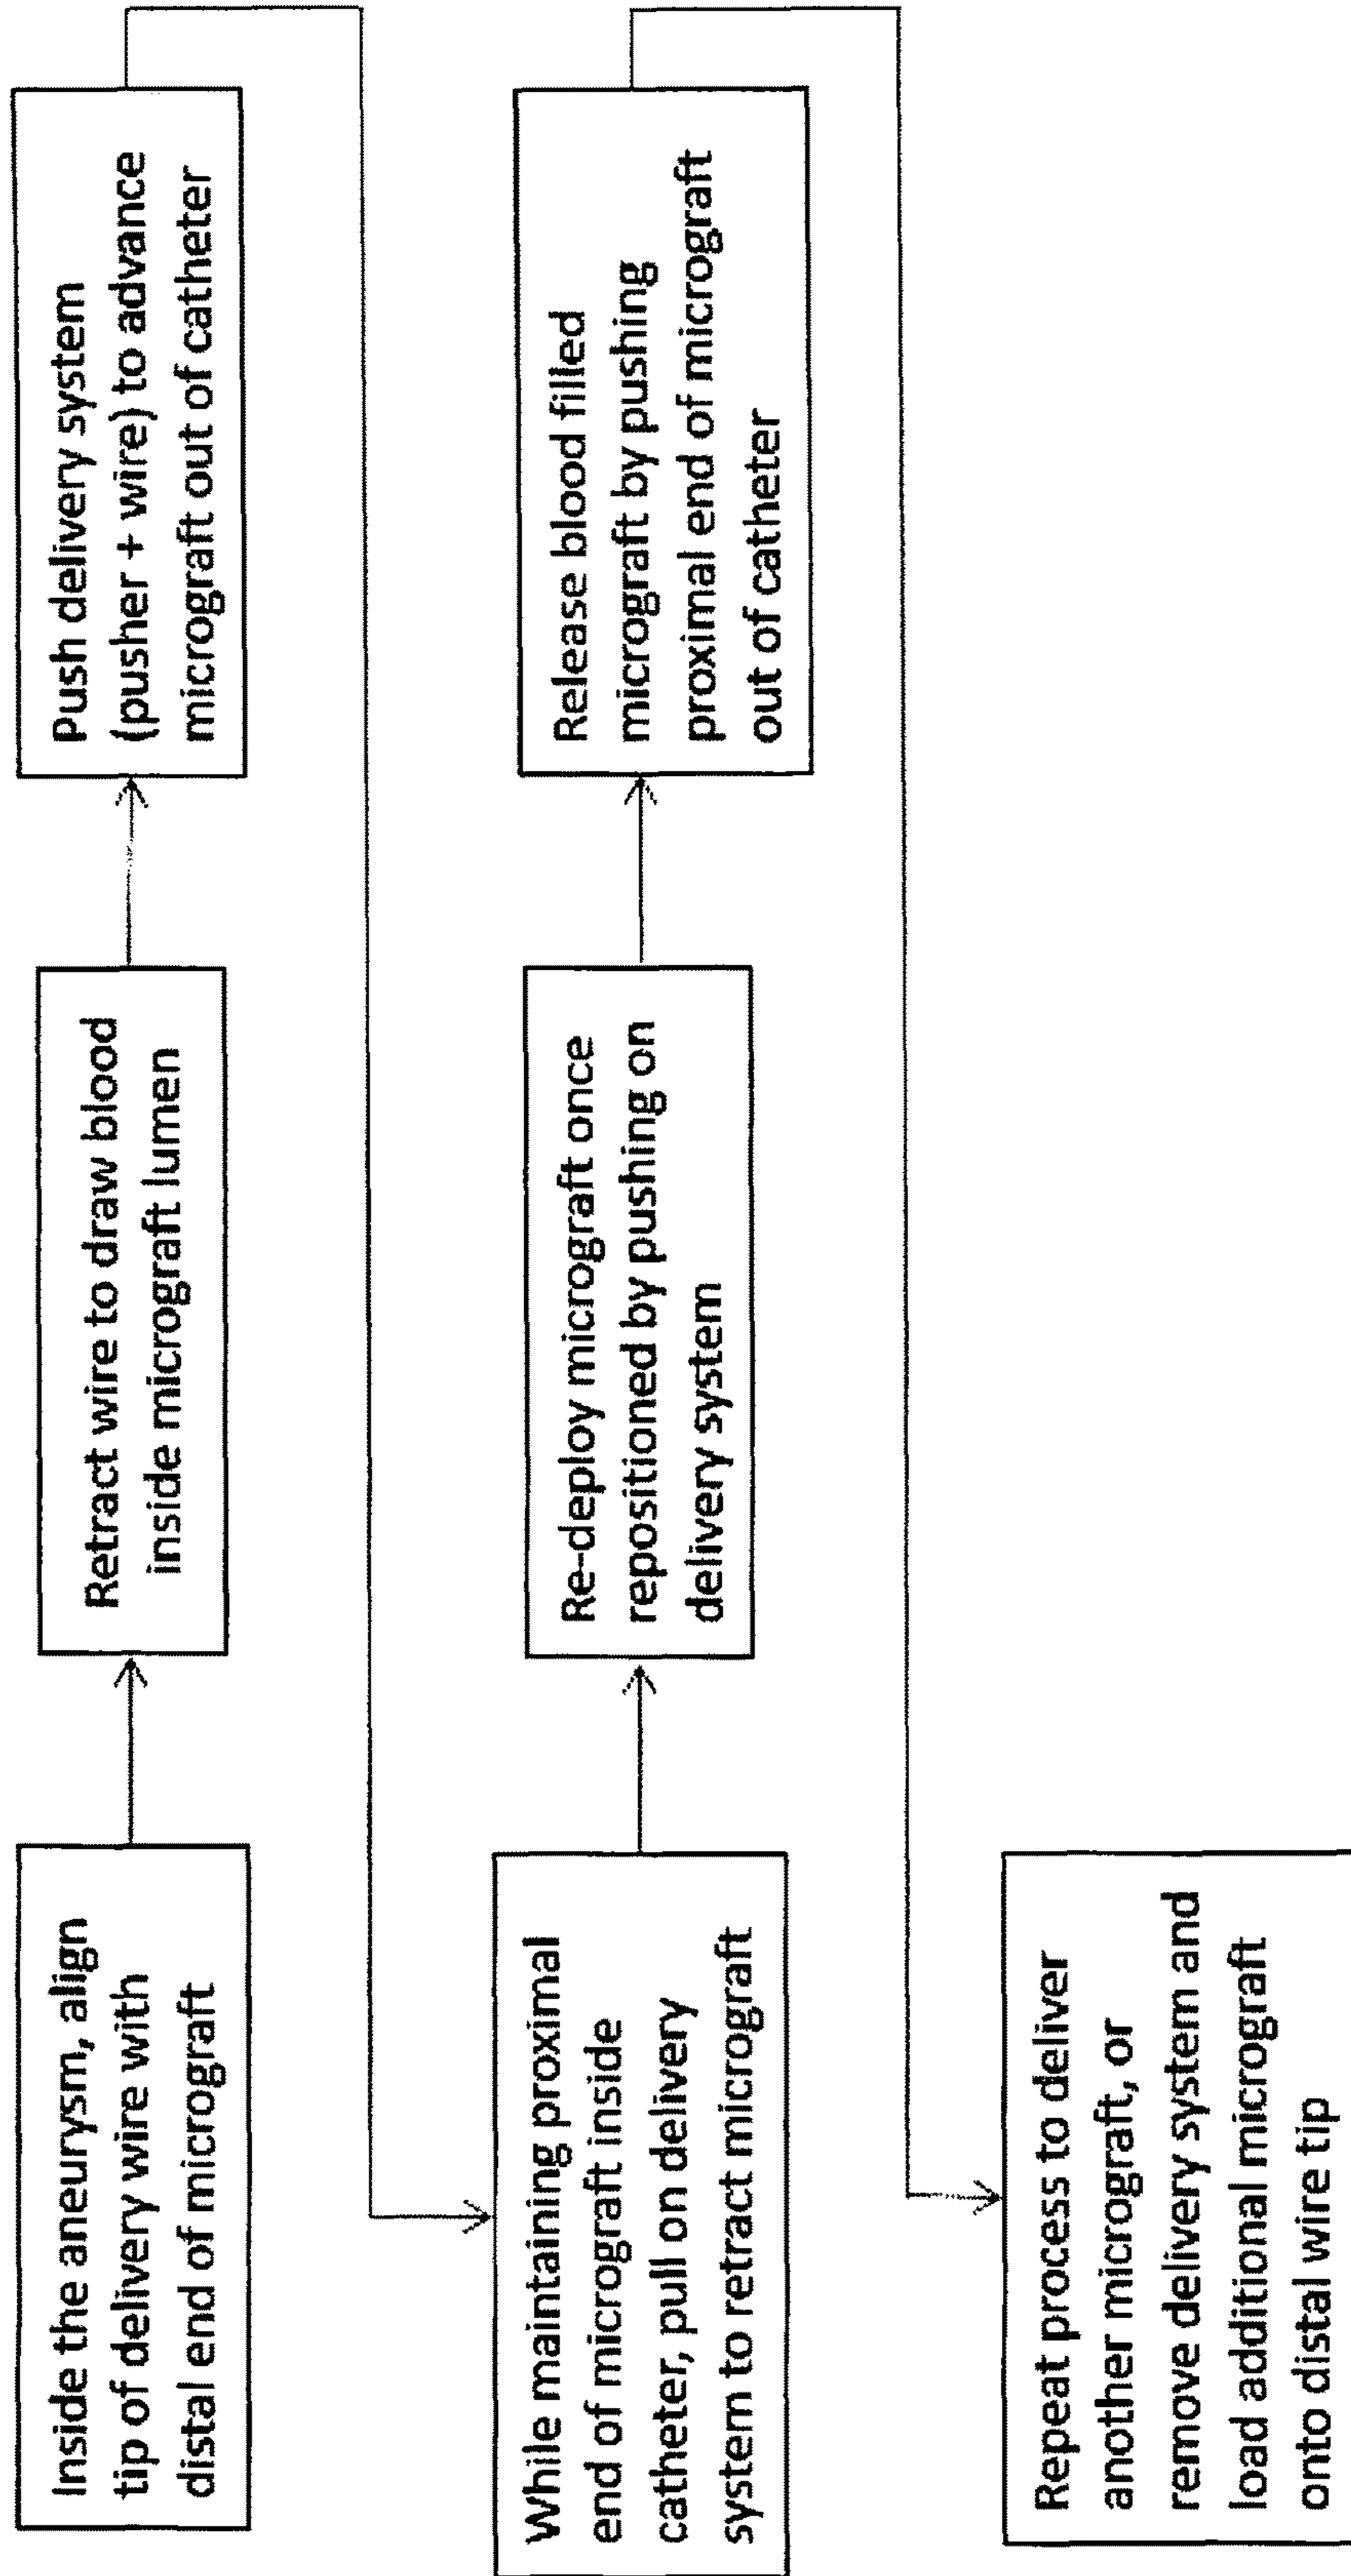 Inside the aneurysm, align
tip of delivery wire with
distal end of micrograft
Retract wire to draw blood
inside micrograft lumen
Push delivery system
(pusher + wire) to advance
micrograft out of catheter
While maintaining proximal
end of micrograft inside
catheter, pull on delivery
system to retract micrograft
Re-deploy micrograft once
repositioned by pushing on
delivery system
Release blood filled
micrograft by pushing
proximal end of micrograft
out of catheter
Repeat process to deliver
another micrograft, or
remove delivery system and
load additional micrograft
onto distal wire tip